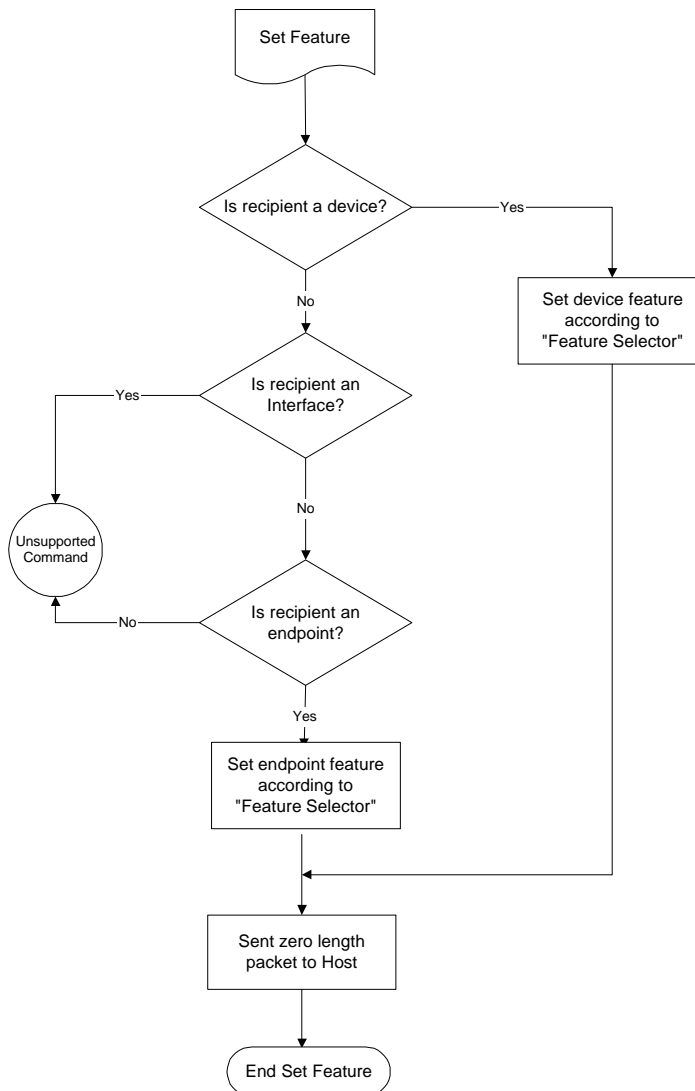 Set Feature
Is recipient a device?
Yes
No
Set device feature
according to
"Feature Selector"
Is recipient an
Interface?
Yes
No
Unsupported
Command
Is recipient an
endpoint?
No
Yes
Set endpoint feature
according to
"Feature Selector"
Sent zero length
packet to Host
End Set Feature